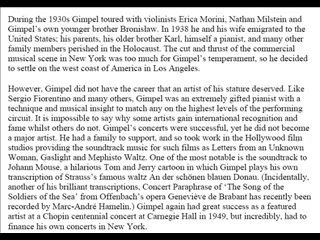 During the 1930s Gimpel toured with violinists Erica Morini, Nathan Milstein and
Gimpel's own younger brother Bronislaw. In 1938 he and his wife emigrated to the
United States; his parents, his older brother Karl, himself a pianist, and many other
family members perished in the Holocaust. The cut and thrust of the commercial
musical scene in New York was too much for Gimpel's temperament, so he decided
to settle on the west coast of America in Los Angeles.
However, Gimpel did not have the career that an artist of his stature deserved. Like
Sergio Fiorentino and many others, Gimpel was an extremely gifted pianist with a
technique and musical insight to match any on the highest levels of the performing
circuit. It is impossible to say why some artists gain international recognition and
fame whilst others do not. Gimpel's concerts were successful, yet he did not become
a major artist. He had a family to support, and so took work in the Hollywood film
studios providing the soundtrack music for such films as Letters from an Unknown
Woman, Gaslight and Mephisto Waltz. One of the most notable is the soundtrack to
Johann Mouse, a hilarious Tom and Jerry cartoon in which Gimpel plays his own
transcription of Strauss's famous waltz An der schönen blauen Donau. (Incidentally,
another of his brilliant transcriptions, Concert Paraphrase of 'The Song of the
Soldiers of the Sea' from Offenbach's opera Geneviève de Brabant has recently been
recorded by Marc-André Hamelin.) Gimpel again had great success as a featured
artist at a Chopin centennial concert at Carnegie Hall in 1949, but incredibly, had to
finance his own concerts in New York.